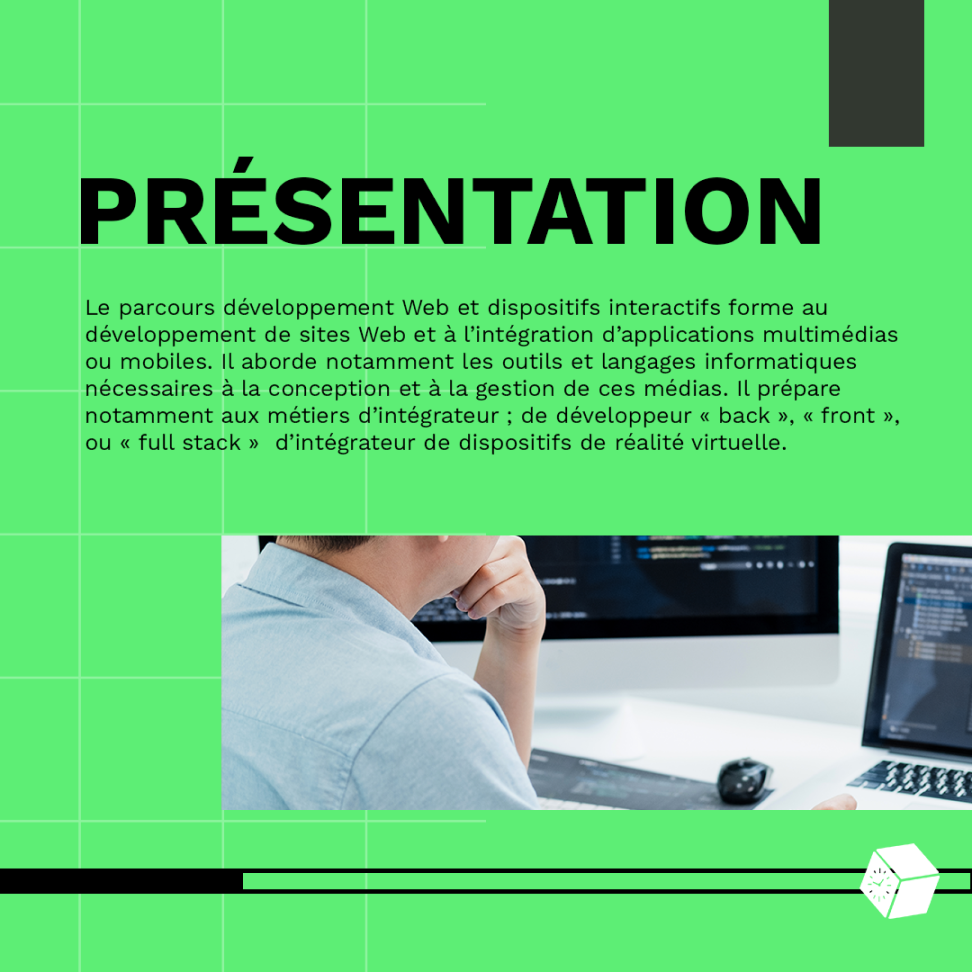 PRÉSENTATION
Le parcours développement Web et dispositifs interactifs forme au
développement de sites Web et à l’intégration d’applications multimédias
ou mobiles. Il aborde notamment les outils et langages informatiques
nécessaires à la conception et à la gestion de ces médias. Il prépare
notamment aux métiers d’intégrateur ; de développeur « back », « front »,
ou « full stack »  d’intégrateur de dispositifs de réalité virtuelle.